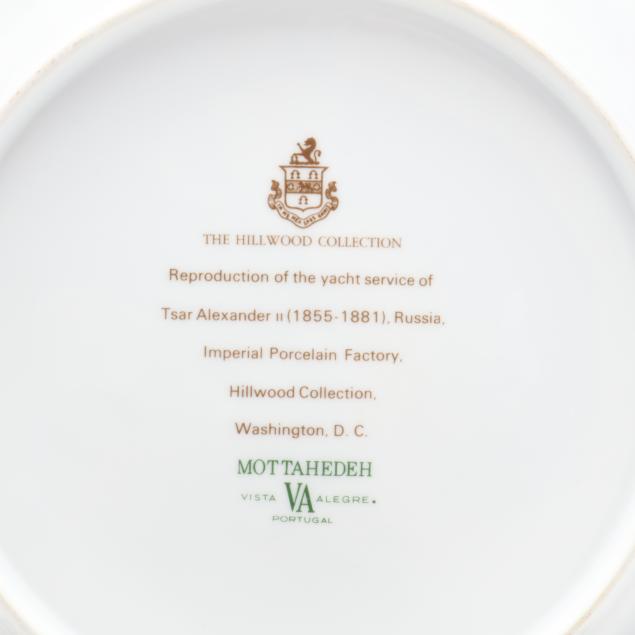 THE HILLWOOD COLLECTION
Reproduction of the yacht service of
Tsar Alexander II (1855-1881), Russia,
Imperial Porcelain Factory,
Hillwood Collection,
Washington, D. C.
MOTTAHEDEH
VISTA VA ALEGRE
PORTUGAL